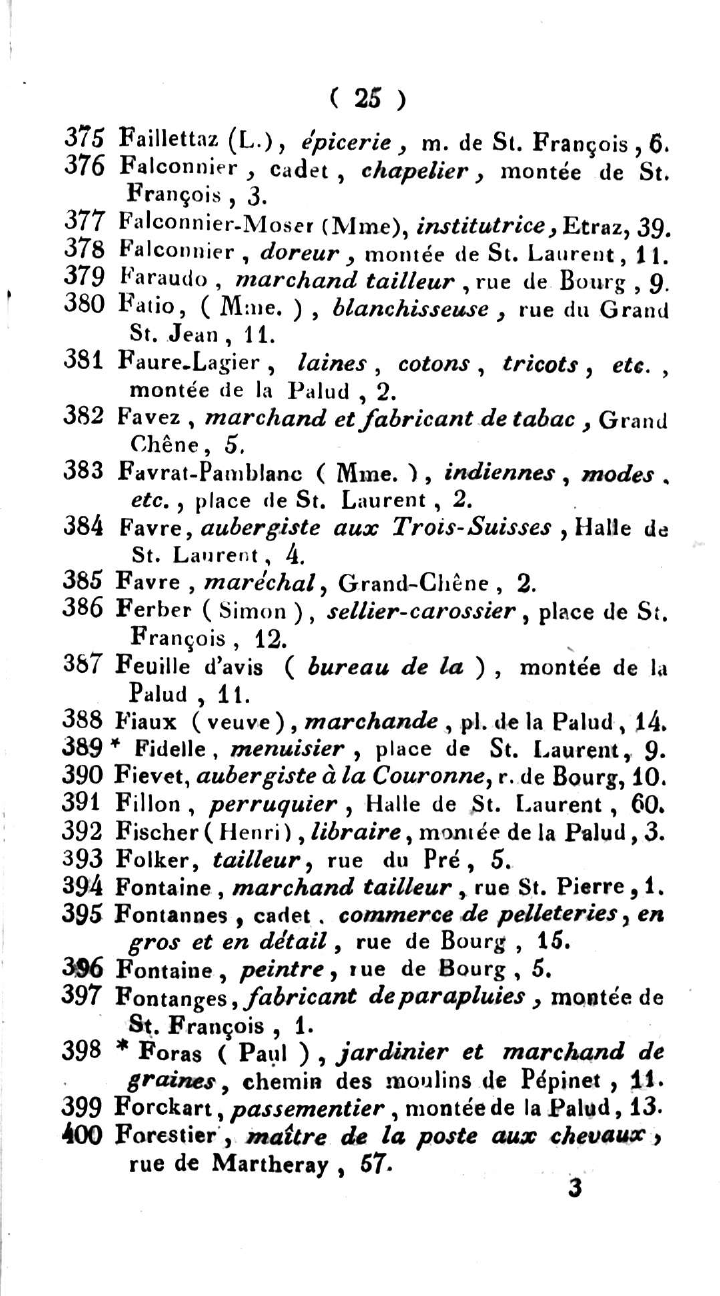 ( 25 )
375 Faillettaz (L.), épicerie, m. de St. François, 6.
376 Falconnier, cadet, chapelier, montée de St.
François, 3.
377 Falconnier-Moser (Mme), institutrice, Etraz, 39.
378 Falconnier, doreur, montée de St. Laurent, 11.
379 Faraudo, marchand tailleur, rue de Bourg, 9.
380 Fatio, ( Mme. ), blanchisseuse, rue du Grand
St. Jean, 11.
381 Faure-Lagier, laines, cotons, tricots, etc.,
montée de la Palud, 2.
382 Favez, marchand et fabricant de tabac, Grand
Chêne, 5.
383 Favrat-Pamblanc ( Mme. ), indiennes, modes.
etc., place de St. Laurent, 2.
384 Favre, aubergiste aux Trois-Suisses, Halle de
St. Laurent, 4.
385 Favre, maréchal, Grand-Chêne, 2.
386 Ferber ( Simon ), sellier-carossier, place de St.
François, 12.
387 Feuille d'avis ( bureau de la ), montée de la
Palud, 11.
388 Fiaux ( veuve ), marchande, pl. de la Palud, 14.
389 * Fidelle, menuisier, place de St. Laurent, 9.
390 Fievet, aubergiste à la Couronne, r. de Bourg, 10.
391 Fillon, perruquier, Halle de St. Laurent, 60.
392 Fischer ( Henri ), libraire, montée de la Palud, 3.
393 Folker, tailleur, rue du Pré, 5.
394 Fontaine, marchand tailleur, rue St. Pierre, 1.
395 Fontannes, cadet. commerce de pelleteries, en
gros et en détail, rue de Bourg, 15.
396 Fontaine, peintre, rue de Bourg, 5.
397 Fontanges, fabricant de parapluies, montée de
St. François, 1.
398 * Foras ( Paul ), jardinier et marchand de
graines, chemin des moulins de Pépinet, 11.
399 Forckart, passementier, montée de la Palud, 13.
400 Forestier, maître de la poste aux chevaux,
rue de Martheray, 57.
3